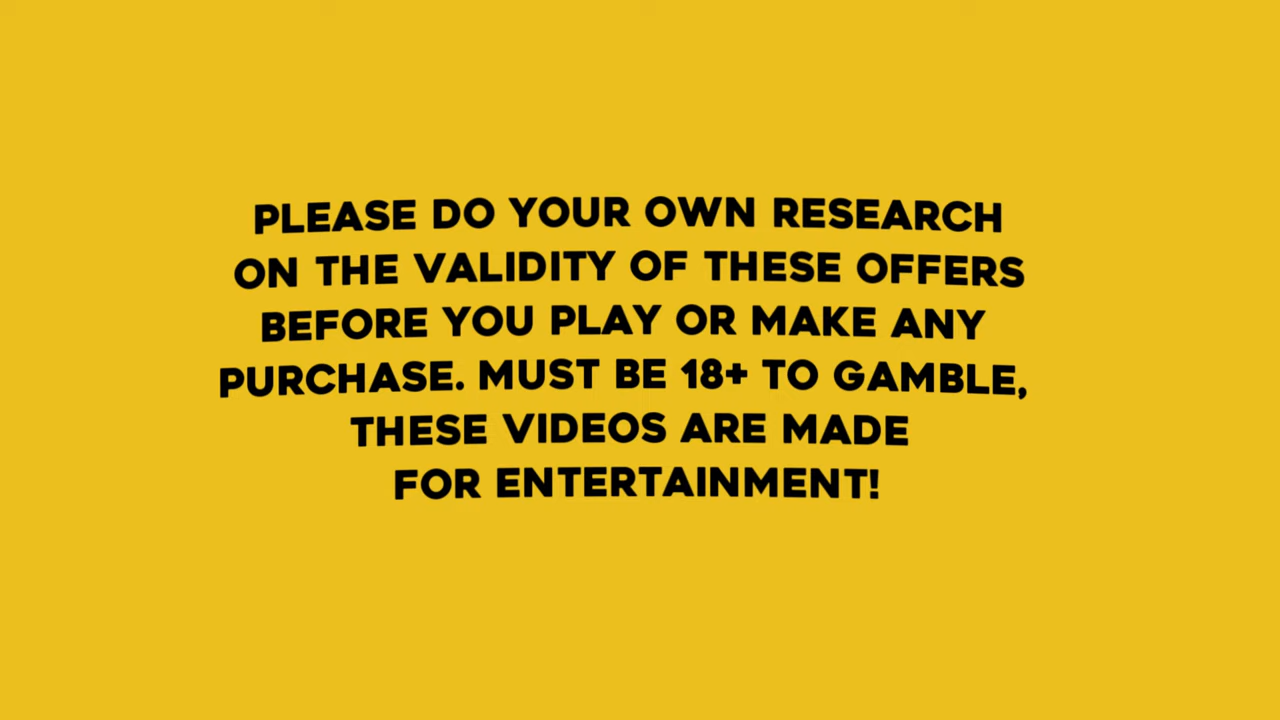 PLEASE DO YOUR OWN RESEARCH
ON THE VALIDITY OF THESE OFFERS
BEFORE YOU PLAY OR MAKE ANY
PURCHASE. MUST BE 18+ TO GAMBLE,
THESE VIDEOS ARE MADE
FOR ENTERTAINMENT!